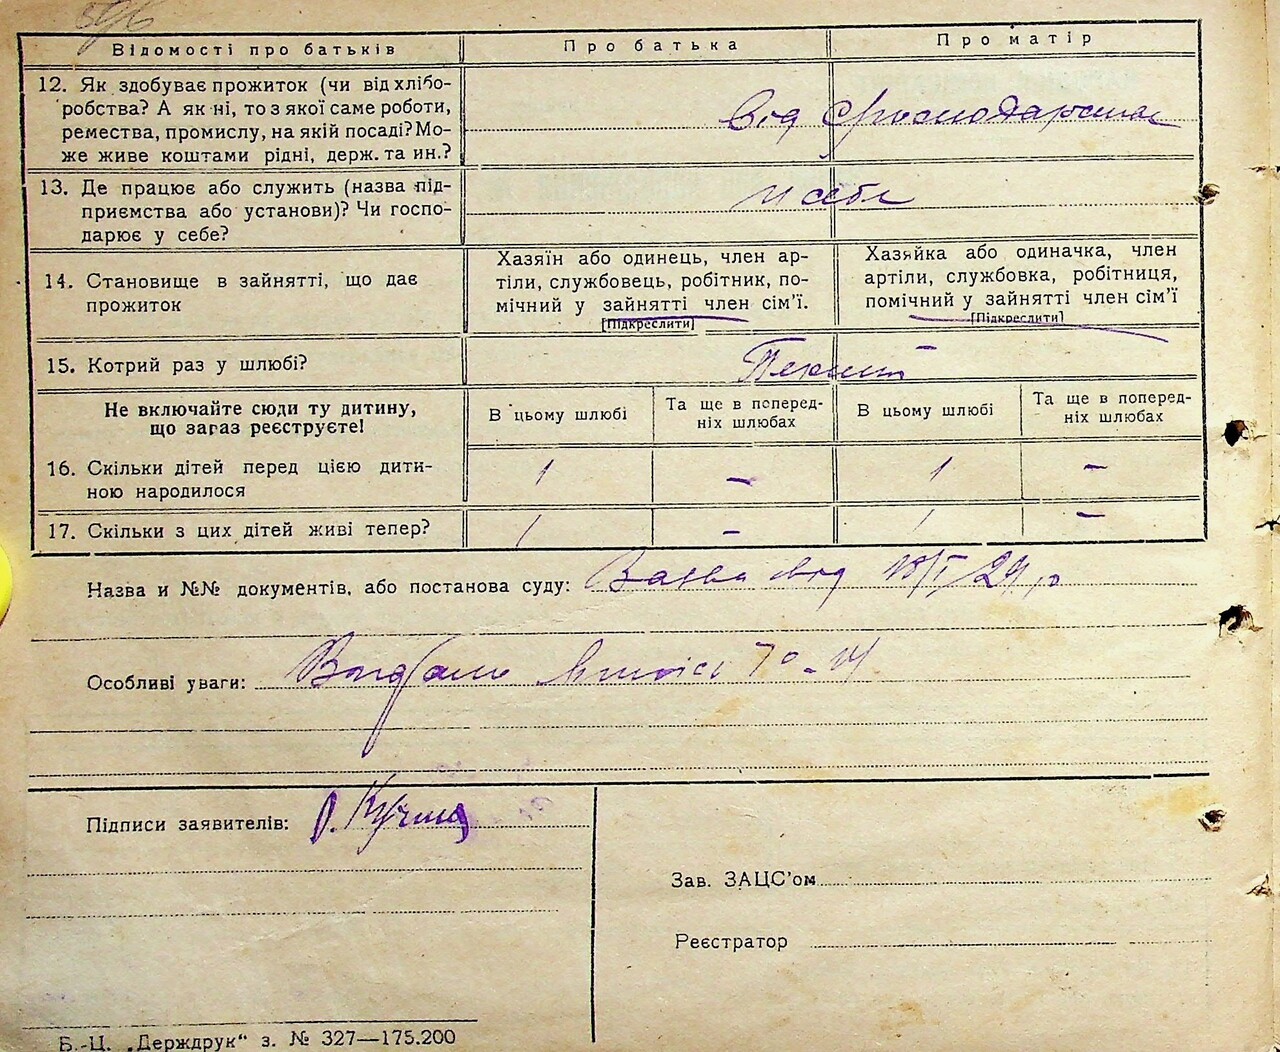 Відомості про батьків
Про батька
Про матір
12. Як здобуває прожиток (чи від хлібо-
робства? А як ні, то з якої саме роботи,
ремества, промислу, на якій посаді? Мо-
же живе коштами рідні, держ. та ин.?
Від
13. Де працює або служить (назва під-
приємства або установи)? Чи госпо-
дарює у себе?
у себе
14. Становище в зайнятті, що дає
прожиток
Хазяїн або одинець, член ар-
тіли, службовець, робітник, по-
мічний у зайнятті член сім'ї.
[Підкреслити]
Хазяйка або одиначка, член
артіли, службовка, робітниця,
помічний у зайнятті член сім'ї
[Підкреслити]
15. Котрий раз у шлюбі?
Не включайте сюди ту дитину,
що загаз реєструєте!
В цьому шлюбі
Та ще в поперед-
ніх шлюбах
В цьому шлюбі
Та ще в поперед-
ніх шлюбах
16. Скільки дітей перед цією дити-
ною народилося
1 – 1 –
17. Скільки з цих дітей живі тепер?
1 – 1 –
Назва и №№ документів, або постанова суду: від 18/I 29 р
Особливі уваги:
Підписи заявителів:
Зав. ЗАЦС'ом
Реєстратор
Б.-Ц. „Держдрук“ з. № 327—175.200